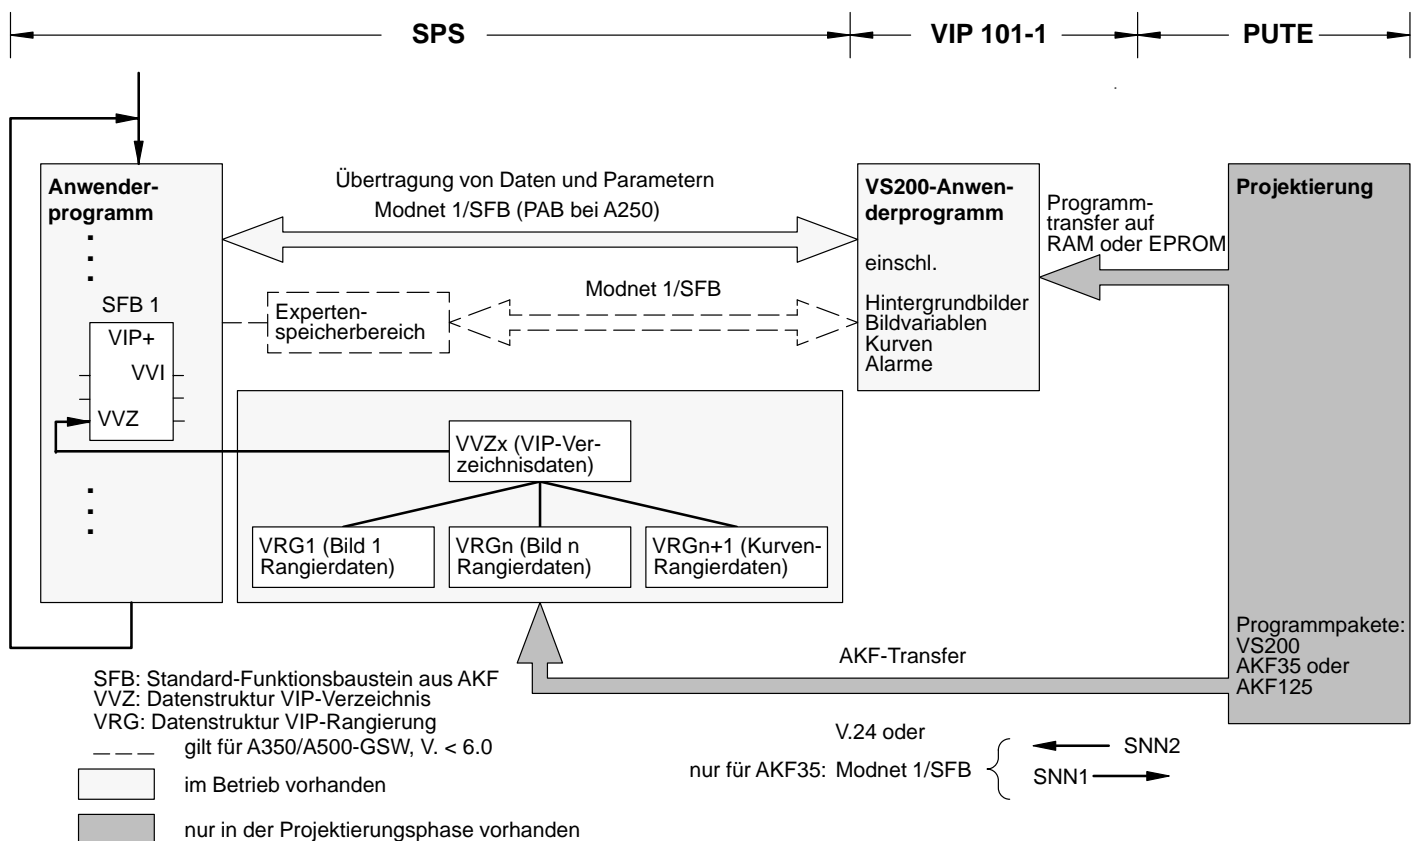 SPS
VIP 101-1
PUTE
Anwender-
programm
SFB 1
VIP+
VVI
VVZ
Übertragung von Daten und Parametern
Modnet 1/SFB (PAB bei A250)
Experten-
speicherbereich
Modnet 1/SFB
VS200-Anwen-
derprogramm
einschl.
Hintergrundbilder
Bildvariablen
Kurven
Alarme
Programm-
transfer auf
RAM oder EPROM
Projektierung
VVZx (VIP-Ver-
zeichnisdaten)
VRG1 (Bild 1
Rangierdaten)
VRGn (Bild n
Rangierdaten)
VRGn+1 (Kurven-
Rangierdaten)
Programmpakete:
VS200
AKF35 oder
AKF125
AKF-Transfer
SFB: Standard-Funktionsbaustein aus AKF
VVZ: Datenstruktur VIP-Verzeichnis
VRG: Datenstruktur VIP-Rangierung
gilt für A350/A500-GSW, V. < 6.0
im Betrieb vorhanden
nur in der Projektierungsphase vorhanden
V.24 oder
nur für AKF35: Modnet 1/SFB
SNN2
SNN1